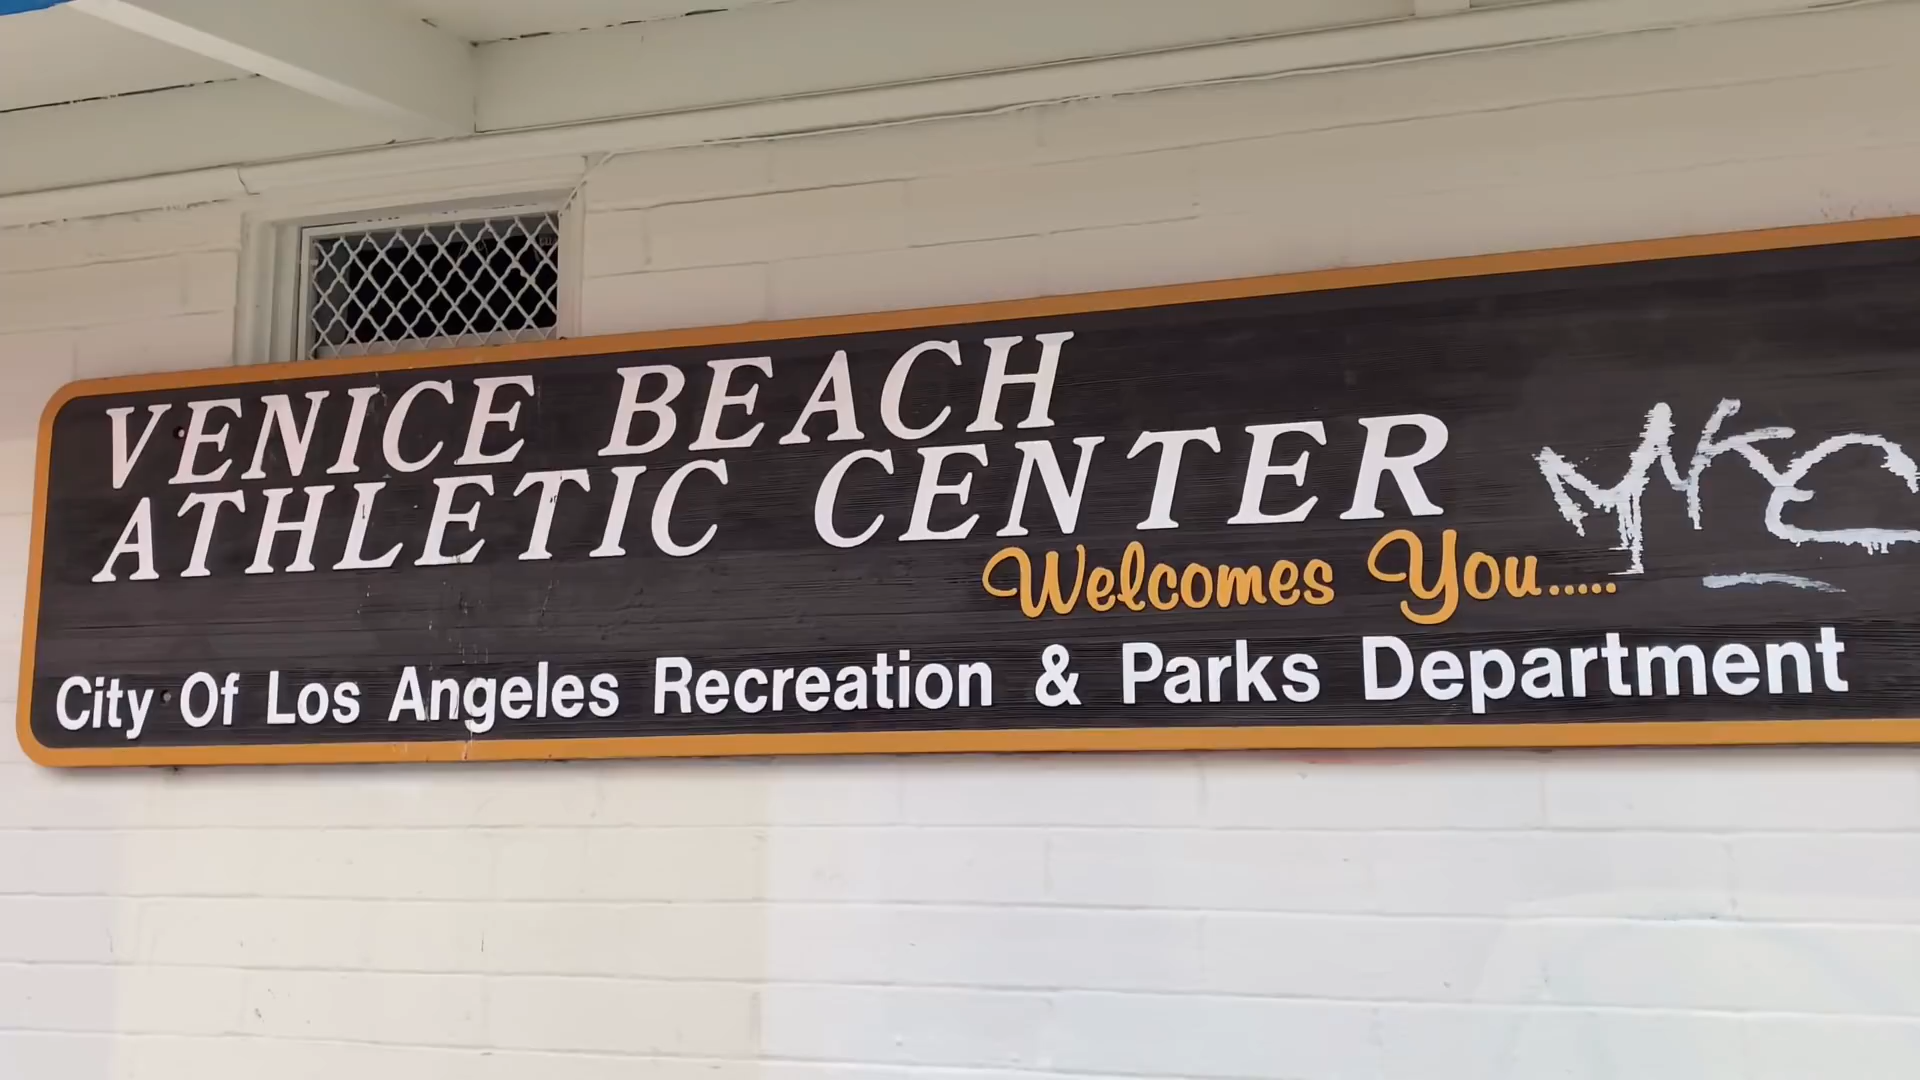 VENICE BEACH
ATHLETIC CENTER
Welcomes You.....
City Of Los Angeles Recreation & Parks Department